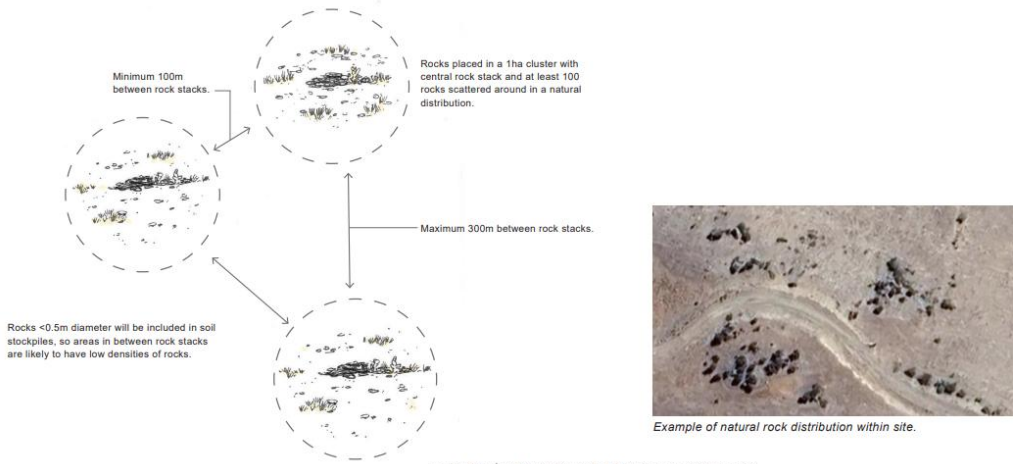 Minimum 100m
between rock stacks.
Rocks placed in a 1ha cluster with
central rock stack and at least 100
rocks scattered around in a natural
distribution.
Maximum 300m between rock stacks.
Rocks <0.5m diameter will be included in soil
stockpiles, so areas in between rock stacks
are likely to have low densities of rocks.
Example of natural rock distribution within site.